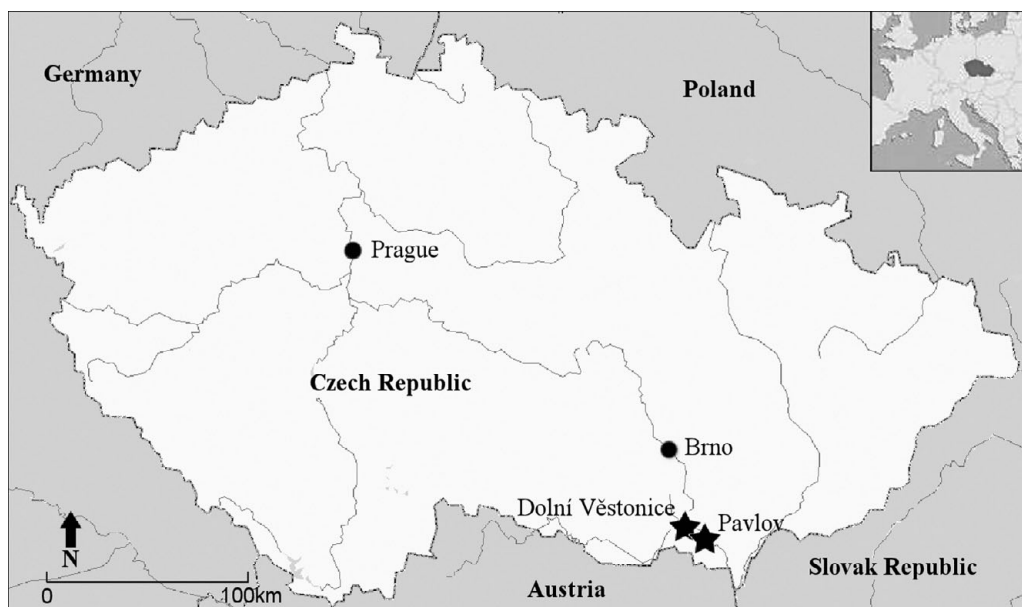 Germany
Poland
Prague
Czech Republic
Brno
Dolní Věstonice
Pavlov
Slovak Republic
Austria
N
0
100km